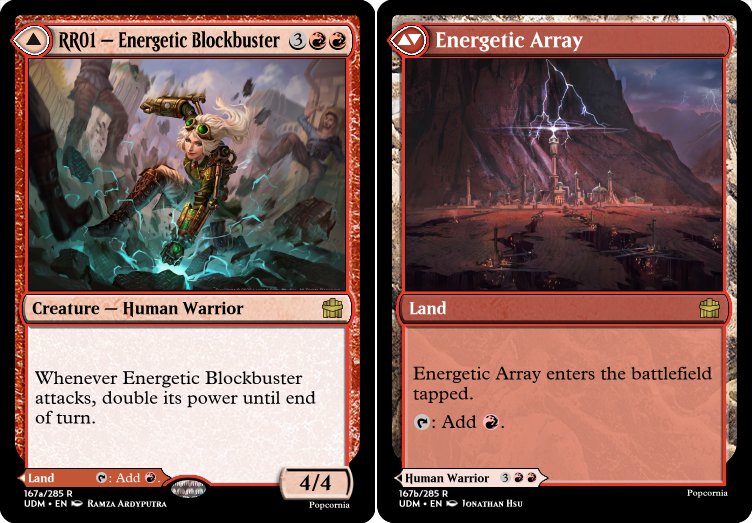 RR01 — Energetic Blockbuster 3
Creature — Human Warrior
Whenever Energetic Blockbuster
attacks, double its power until end
of turn.
Land : Add .
4/4
167a/285 R
UDM • EN Ramza Ardyputra
Popcornia
Energetic Array
Land
Energetic Array enters the battlefield
tapped.
: Add .
Human Warrior 3
167b/285 R
UDM • EN Jonathan Hsu
Popcornia